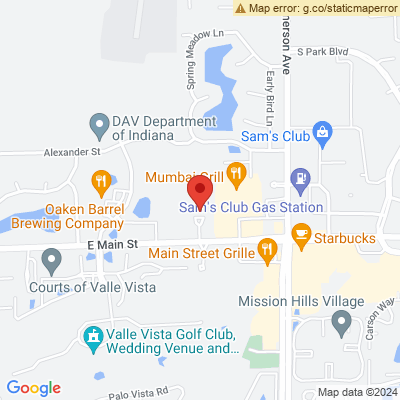 Map error: g.co/staticmaperror
Spring Meadow Ln
merson Ave
S Park Blvd
Early Bird Ln
DAV Department
of Indiana
Sam's Club
Alexander St
Mumbai Grill
Oaken Barrel
Brewing Company
Sam's Club Gas Station
E Main St
Starbucks
Main Street Grille
Courts of Valle Vista
Mission Hills Village
Carson Way
Valle Vista Golf Club,
Wedding Venue and...
Palo Vista Rd
Google
Map data ©2024